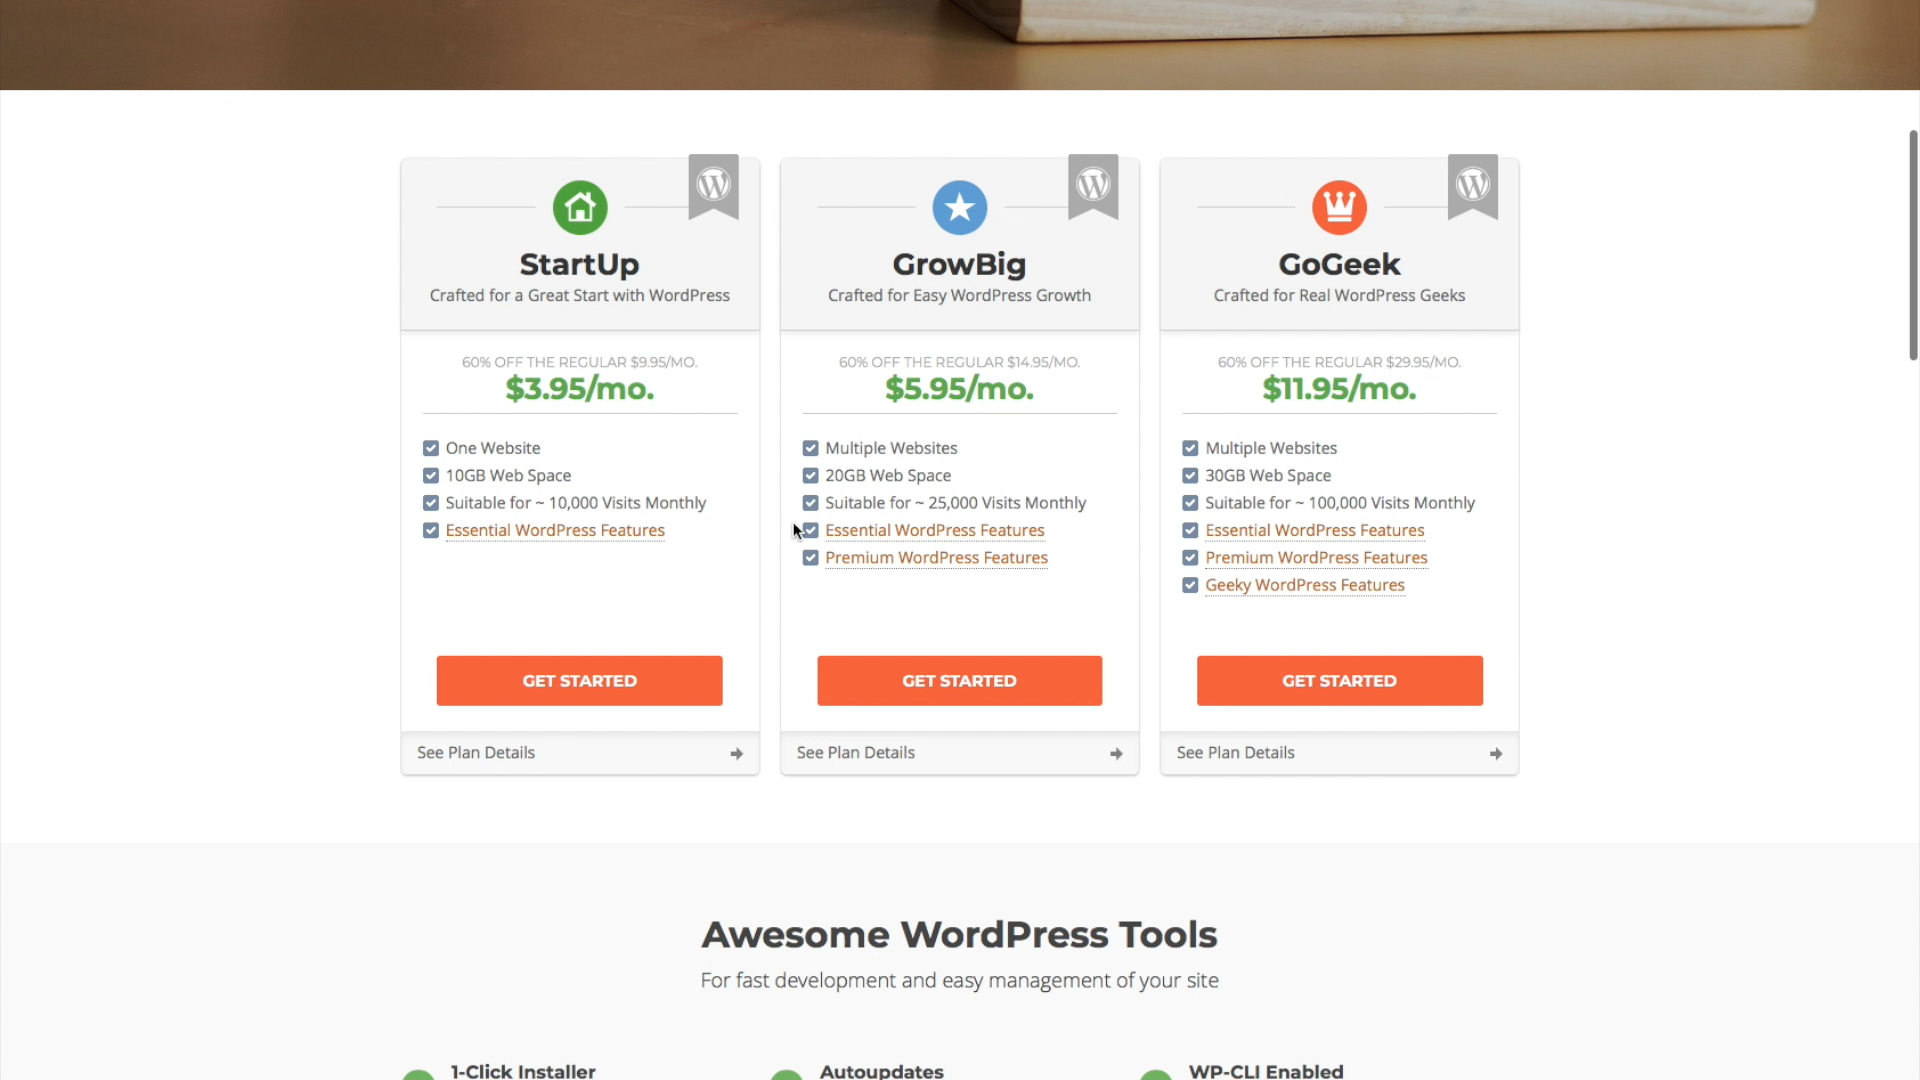 StartUp
Crafted for a Great Start with WordPress
60% OFF THE REGULAR $9.95/MO.
$3.95/mo.
One Website
10GB Web Space
Suitable for ~ 10,000 Visits Monthly
Essential WordPress Features
GET STARTED
See Plan Details
GrowBig
Crafted for Easy WordPress Growth
60% OFF THE REGULAR $14.95/MO.
$5.95/mo.
Multiple Websites
20GB Web Space
Suitable for ~ 25,000 Visits Monthly
Essential WordPress Features
Premium WordPress Features
GET STARTED
See Plan Details
GoGeek
Crafted for Real WordPress Geeks
60% OFF THE REGULAR $29.95/MO.
$11.95/mo.
Multiple Websites
30GB Web Space
Suitable for ~ 100,000 Visits Monthly
Essential WordPress Features
Premium WordPress Features
Geeky WordPress Features
GET STARTED
See Plan Details
Awesome WordPress Tools
For fast development and easy management of your site
1-Click Installer
Autoupdates
WP-CLI Enabled